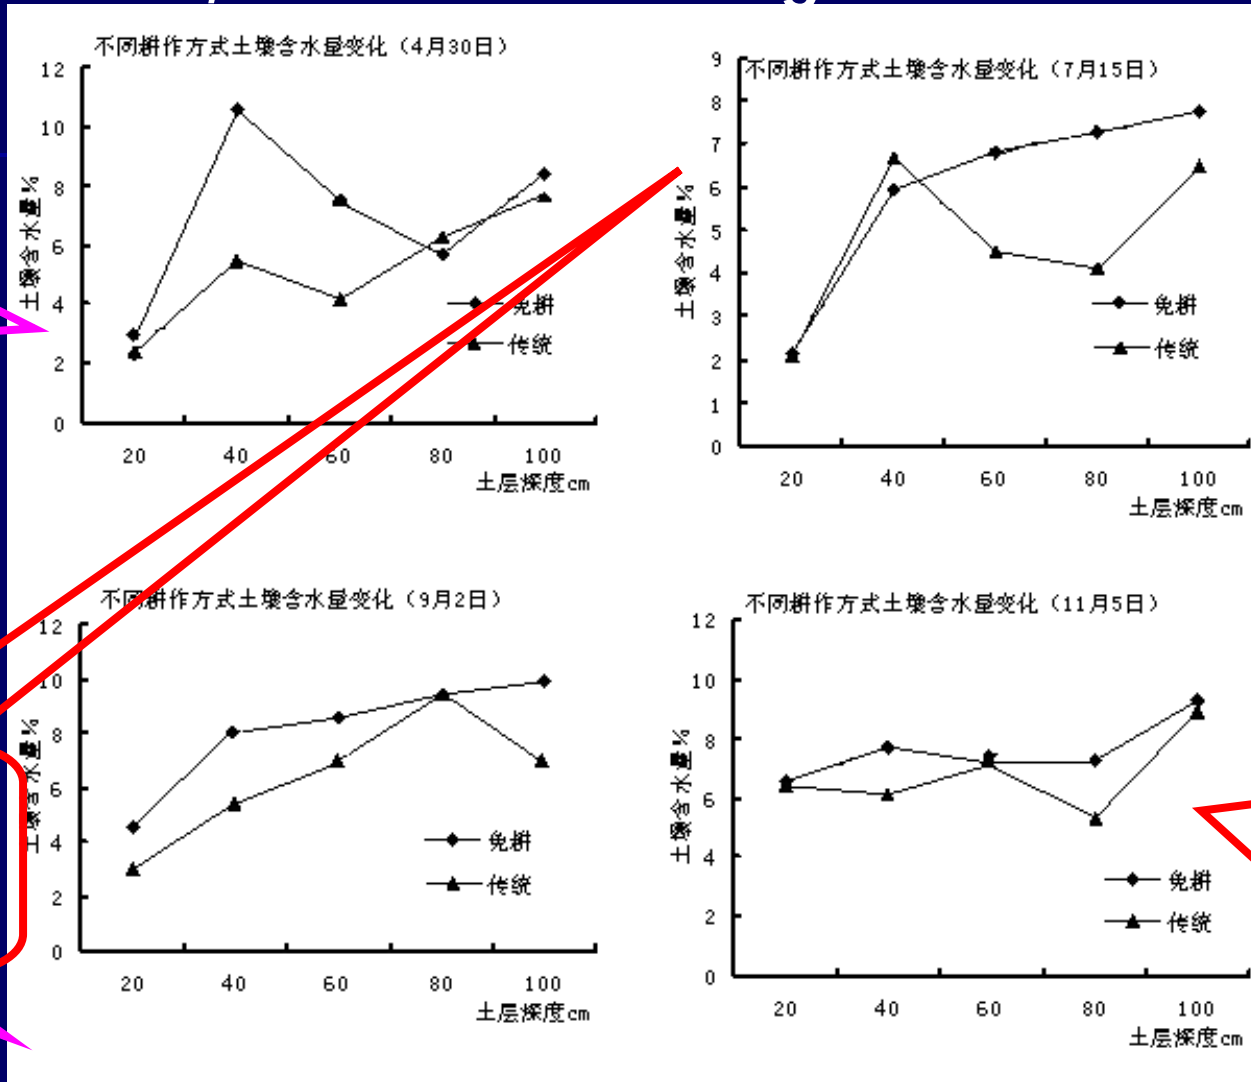 不同耕作方式土壤含水量变化（4月30日）
12
10
8
6
4
2
0
土壤含水量%
免耕
传统
20 40 60 80 100
土层深度cm
不同耕作方式土壤含水量变化（7月15日）
9
8
7
6
5
4
3
2
1
0
土壤含水量%
免耕
传统
20 40 60 80 100
土层深度cm
不同耕作方式土壤含水量变化（9月2日）
12
10
8
6
4
2
0
土壤含水量%
免耕
传统
20 40 60 80 100
土层深度cm
不同耕作方式土壤含水量变化（11月5日）
12
10
8
6
4
2
0
土壤含水量%
免耕
传统
20 40 60 80 100
土层深度cm